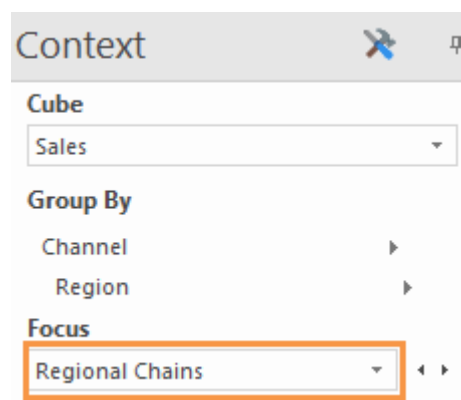 Context
Cube
Sales
Group By
Channel
Region
Focus
Regional Chains